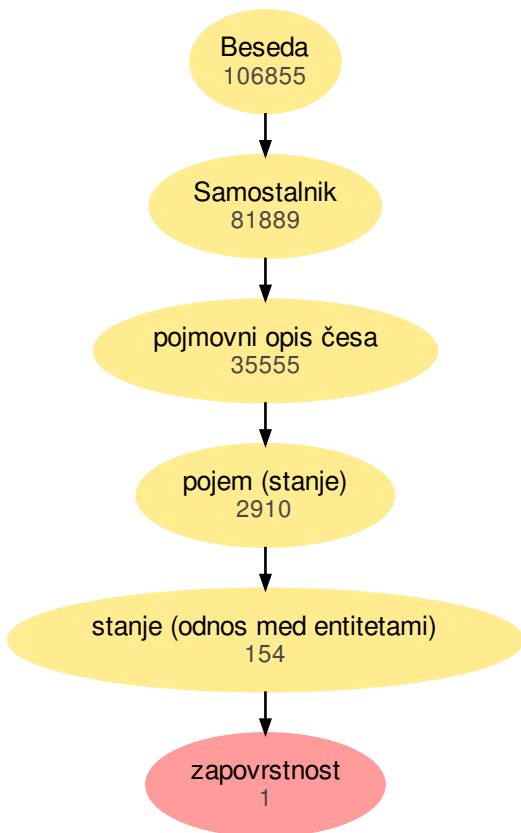 Beseda
106855
Samostalnik
81889
pojmovni opis česa
35555
pojem (stanje)
2910
stanje (odnos med entitetami)
154
zapovrstnost
1